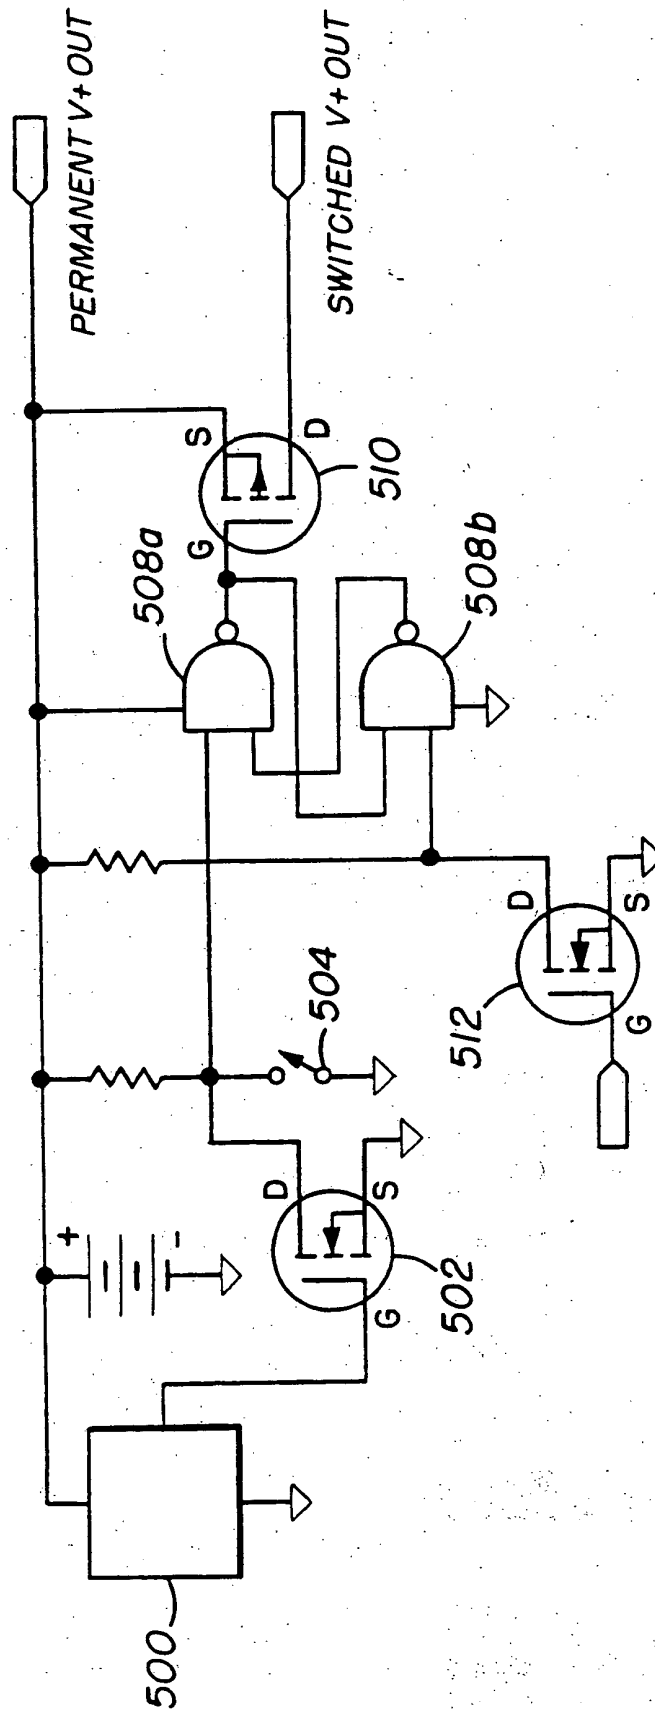 PERMANENT V+ OUT
SWITCHED V+ OUT
S
D
G
510
508a
508b
D
S
G
512
504
+
-
D
S
G
502
500